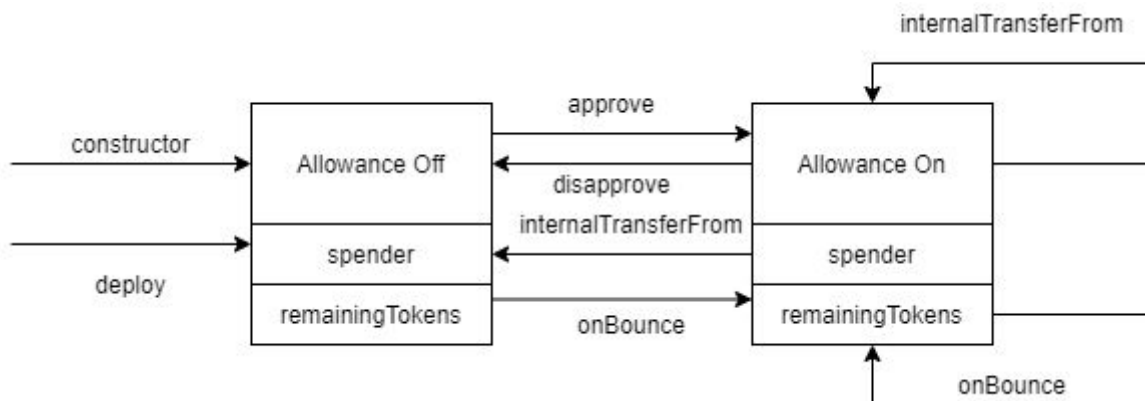 internalTransferFrom
approve
constructor
Allowance Off
Allowance On
disapprove
internalTransferFrom
spender
spender
deploy
remainingTokens
remainingTokens
onBounce
onBounce